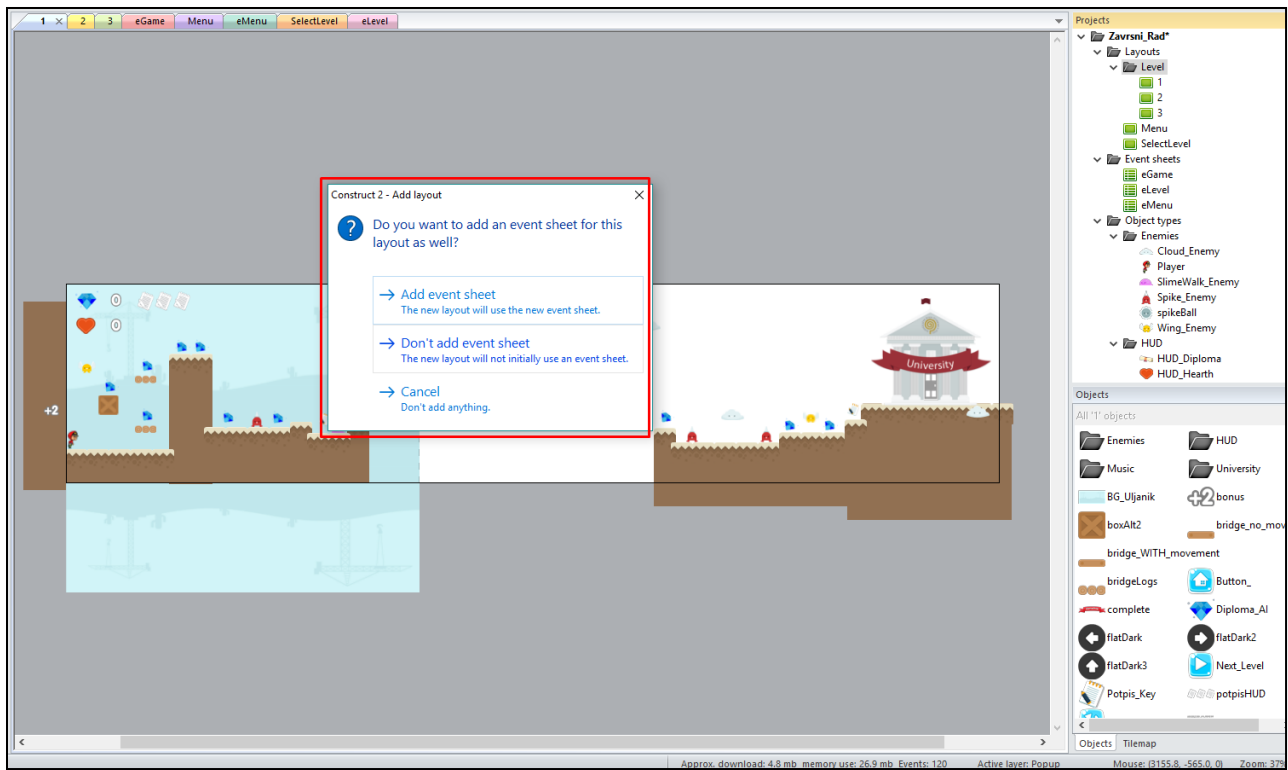 1 × 2 3 eGame Menu eMenu SelectLevel eLevel
Projects
Zavrsni_Rad*
Layouts
Level
1
2
3
Menu
SelectLevel
Event sheets
eGame
eLevel
eMenu
Object types
Enemies
Cloud_Enemy
Player
SlimeWalk_Enemy
Spike_Enemy
spikeBall
Wing_Enemy
HUD
HUD_Diploma
HUD_Hearth
Construct 2 - Add layout
?
Do you want to add an event sheet for this
layout as well?
Add event sheet
The new layout will use the new event sheet.
Don't add event sheet
The new layout will not initially use an event sheet.
Cancel
Don't add anything.
0
0
+2
University
Objects
All '1' objects
Enemies HUD
Music University
BG_Uljanik +2 bonus
boxAlt2 bridge_no_mov
bridge_WITH_movement
bridgeLogs Button_
complete Diploma_AI
flatDark flatDark2
flatDark3 Next_Level
Potpis_Key potpisHUD
Objects Tilemap
Approx. download: 4.8 mb memory use: 26.9 mb Events: 120 Active layer: Popup Mouse: (3155.8, -565.0, 0) Zoom: 37%